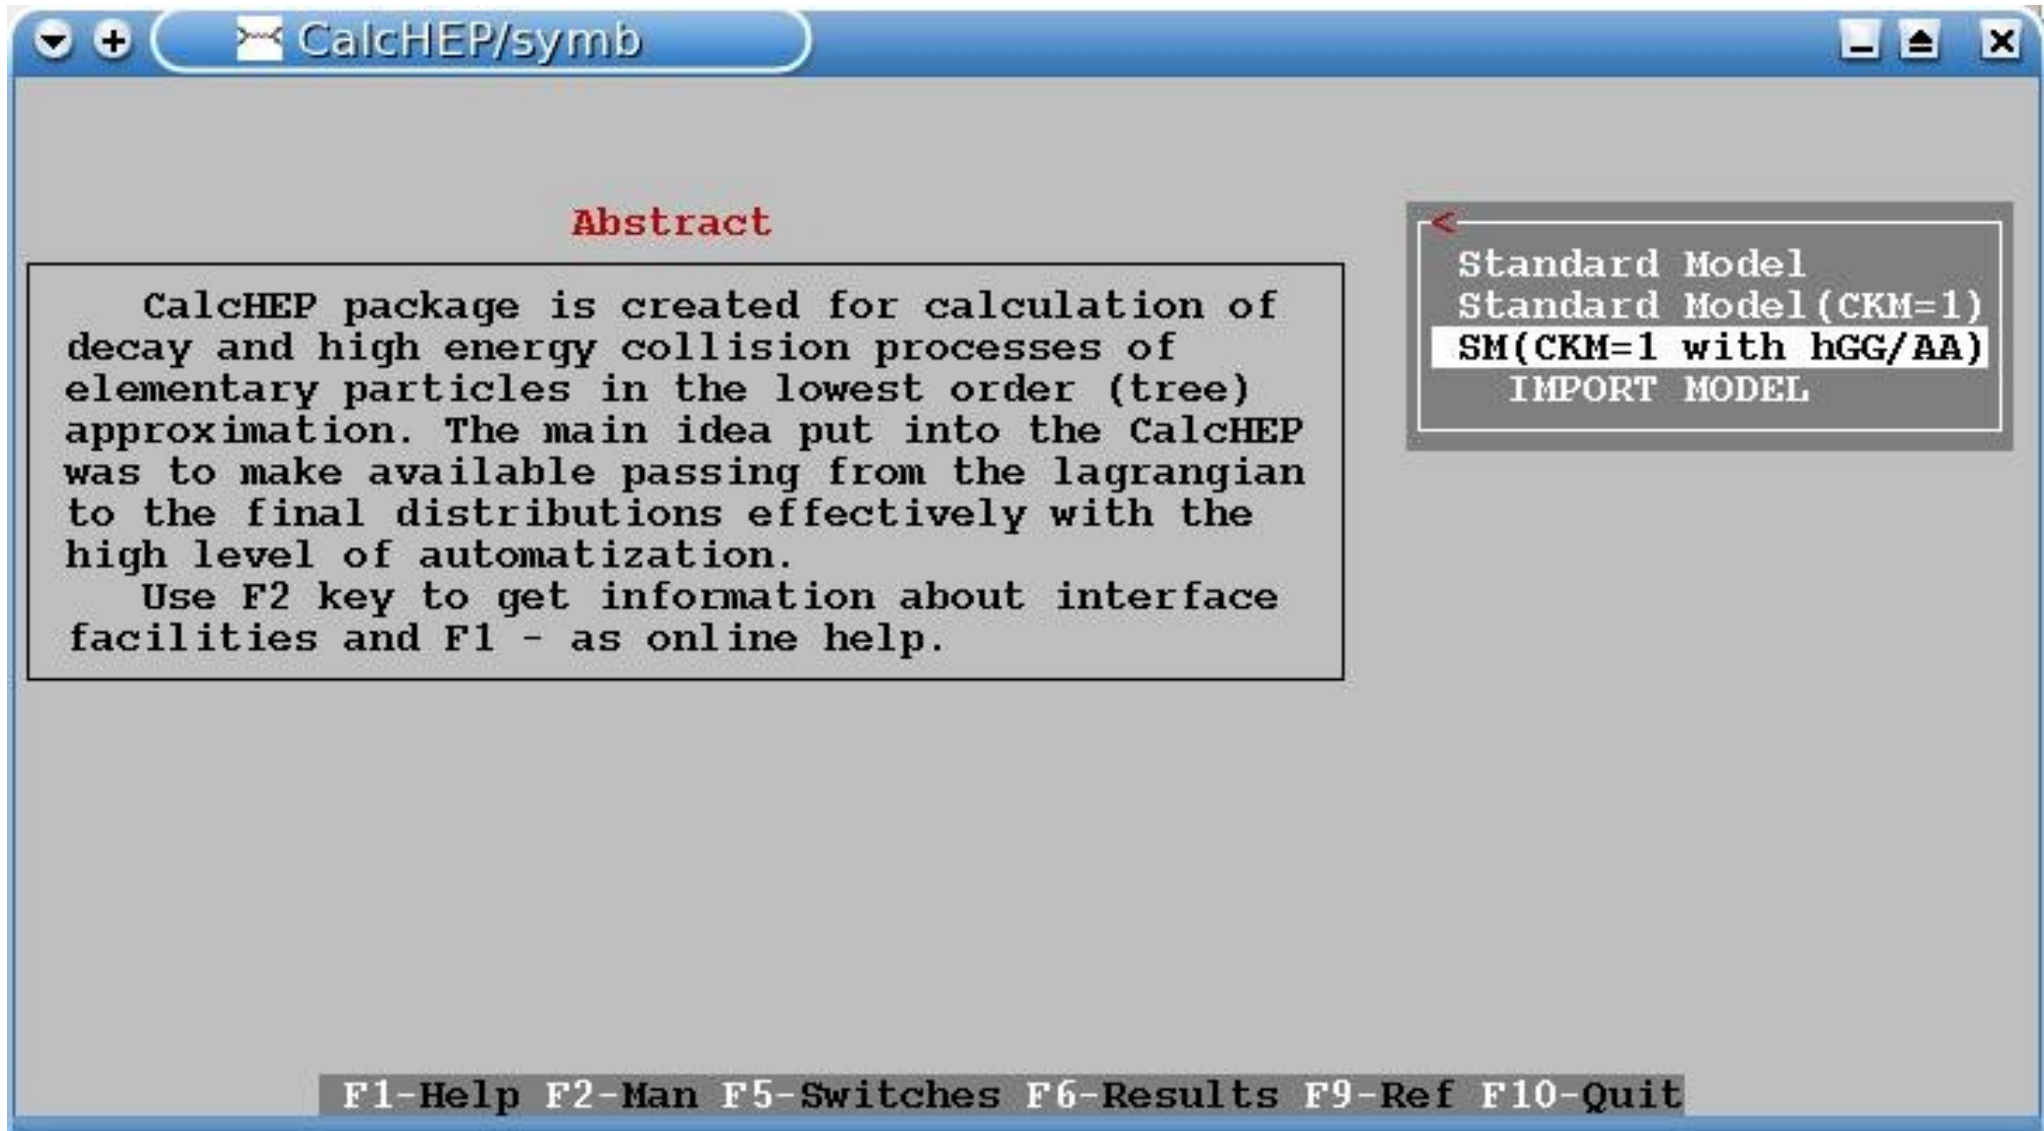 CalcHEP/symb
Abstract
CalcHEP package is created for calculation of
decay and high energy collision processes of
elementary particles in the lowest order (tree)
approximation. The main idea put into the CalcHEP
was to make available passing from the lagrangian
to the final distributions effectively with the
high level of automatization.
Use F2 key to get information about interface
facilities and F1 - as online help.
<
Standard Model
Standard Model(CKM=1)
SM(CKM=1 with hGG/AA)
IMPORT MODEL
F1-Help F2-Man F5-Switches F6-Results F9-Ref F10-Quit